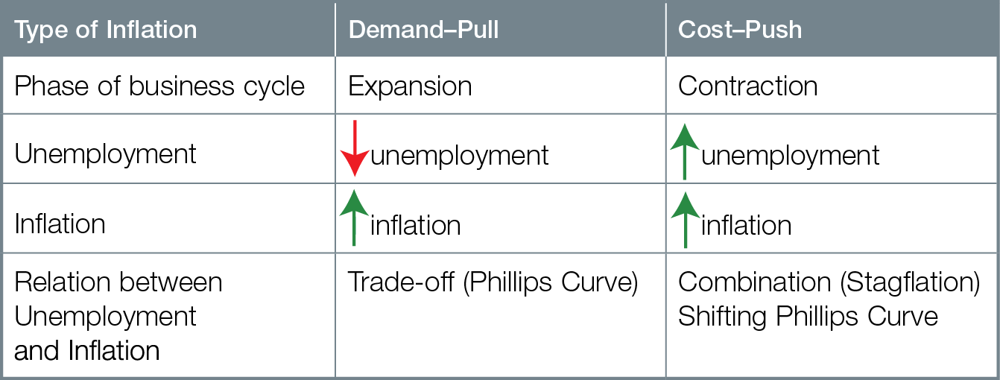 Type of Inflation Demand–Pull Cost–Push
Phase of business cycle Expansion Contraction
Unemployment unemployment unemployment
Inflation inflation inflation
Relation between Trade-off (Phillips Curve) Combination (Stagflation)
Unemployment Shifting Phillips Curve
and Inflation